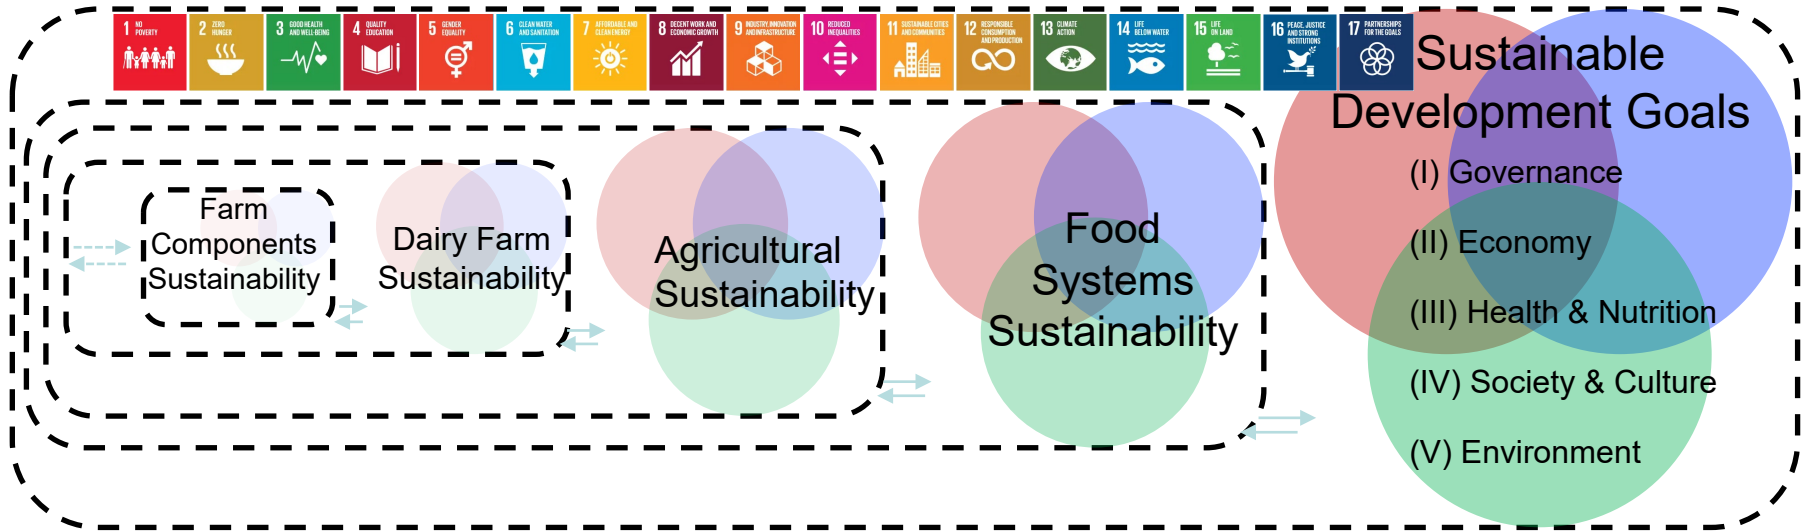 1 NO
POVERTY
2 ZERO
HUNGER
3 GOOD HEALTH
AND WELL-BEING
4 QUALITY
EDUCATION
5 GENDER
EQUALITY
6 CLEAN WATER
AND SANITATION
7 AFFORDABLE AND
CLEAN ENERGY
8 DECENT WORK AND
ECONOMIC GROWTH
9 INDUSTRY, INNOVATION
AND INFRASTRUCTURE
10 REDUCED
INEQUALITIES
11 SUSTAINABLE CITIES
AND COMMUNITIES
12 RESPONSIBLE
CONSUMPTION
AND PRODUCTION
13 CLIMATE
ACTION
14 LIFE
BELOW WATER
15 LIFE
ON LAND
16 PEACE, JUSTICE
AND STRONG
INSTITUTIONS
17 PARTNERSHIPS
FOR THE GOALS
Farm
Components
Sustainability
Dairy Farm
Sustainability
Agricultural
Sustainability
Food
Systems
Sustainability
Sustainable
Development Goals
(I) Governance
(II) Economy
(III) Health & Nutrition
(IV) Society & Culture
(V) Environment